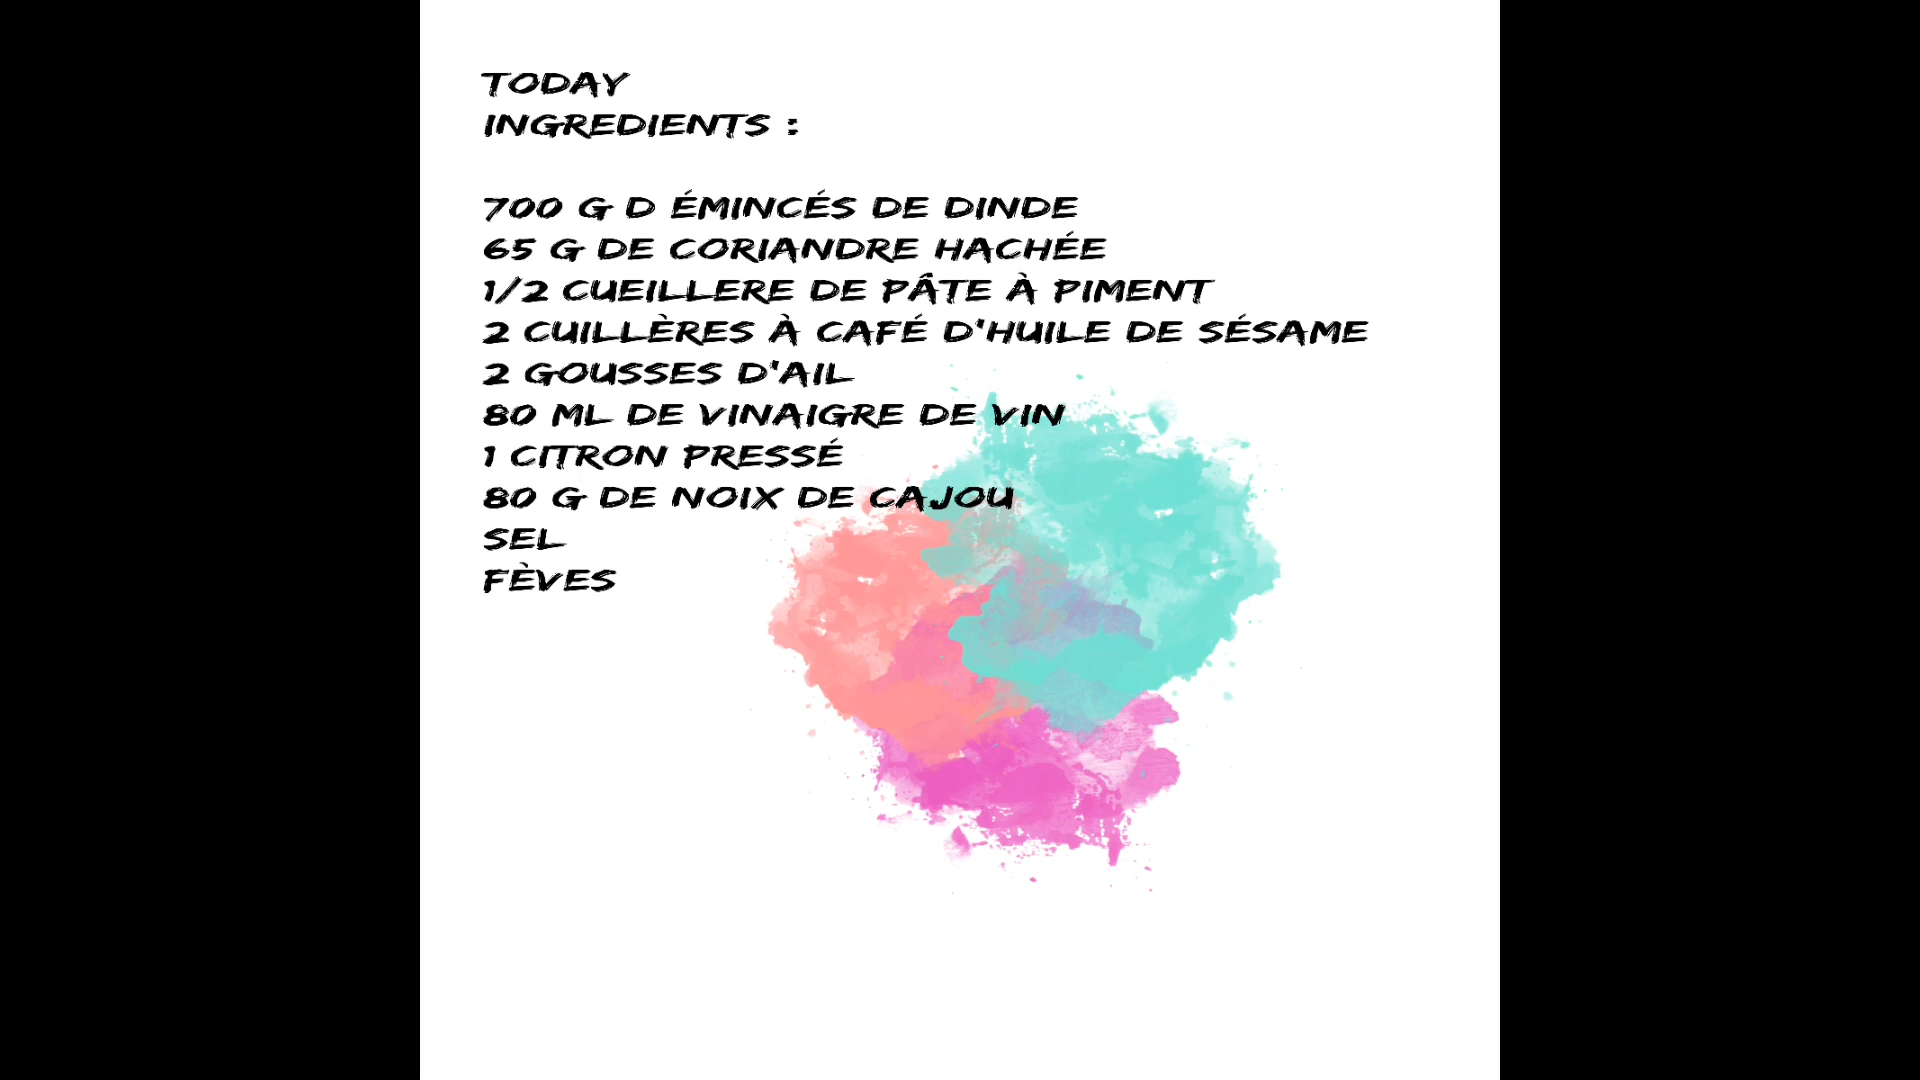 TODAY
INGREDIENTS :
700 G D ÉMINCÉS DE DINDE
65 G DE CORIANDRE HACHÉE
1/2 CUEILLERE DE PÂTE À PIMENT
2 CUILLÈRES À CAFÉ D'HUILE DE SÉSAME
2 GOUSSES D'AIL
80 ML DE VINAIGRE DE VIN
1 CITRON PRESSÉ
80 G DE NOIX DE CAJOU
SEL
FÈVES